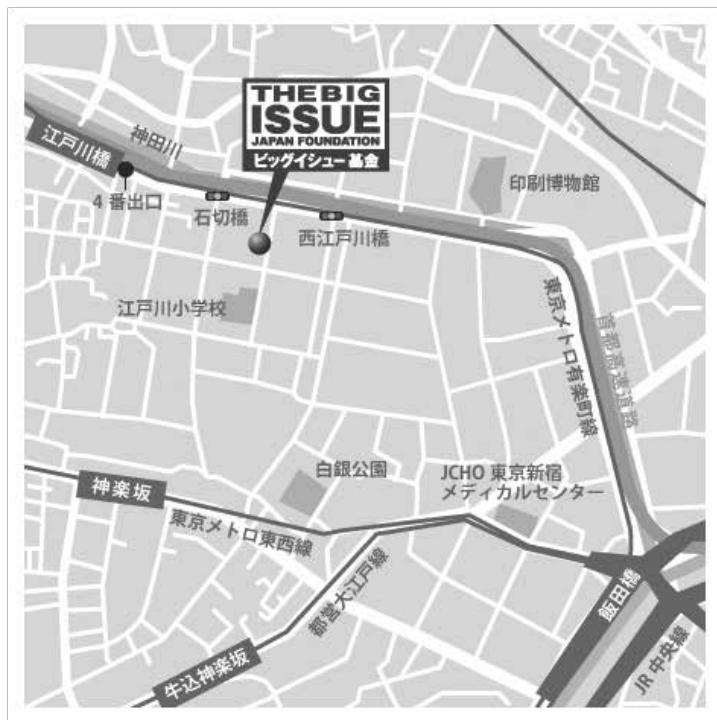 THE BIG
ISSUE
JAPAN FOUNDATION
ビッグイシュー基金
江戸川橋
神田川
4番出口
石切橋
西江戸川橋
印刷博物館
江戸川小学校
東京メトロ有楽町線
首都高速道路
白銀公園
JCHO 東京新宿
メディカルセンター
神楽坂
東京メトロ東西線
都営大江戸線
牛込神楽坂
飯田橋
JR 中央線